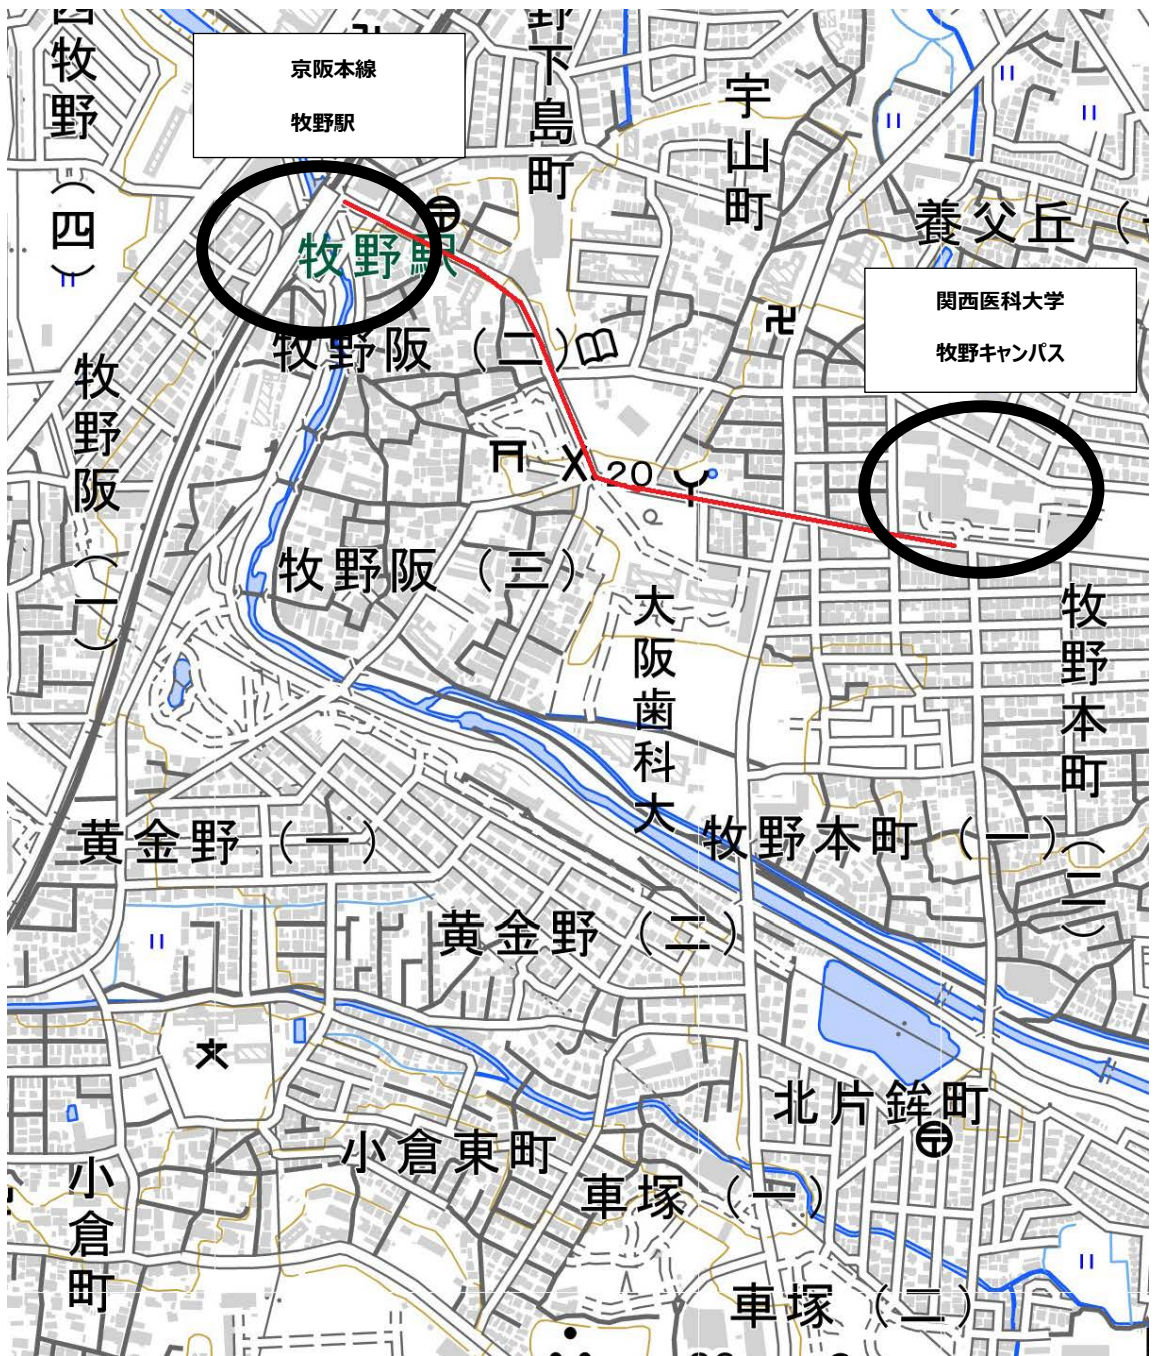 京阪本線
牧野駅
牧野(四)
野下島町
宇山町
養父丘(
牧野駅
関西医科大学
牧野キャンパス
牧野阪(二)
牧野阪(一)
20
牧野阪(三)
大阪歯科大
牧野本町(二)
黄金野(一)
牧野本町(一)
黄金野(二)
北片鉾町
小倉東町
小倉町
車塚(一)
車塚(二)